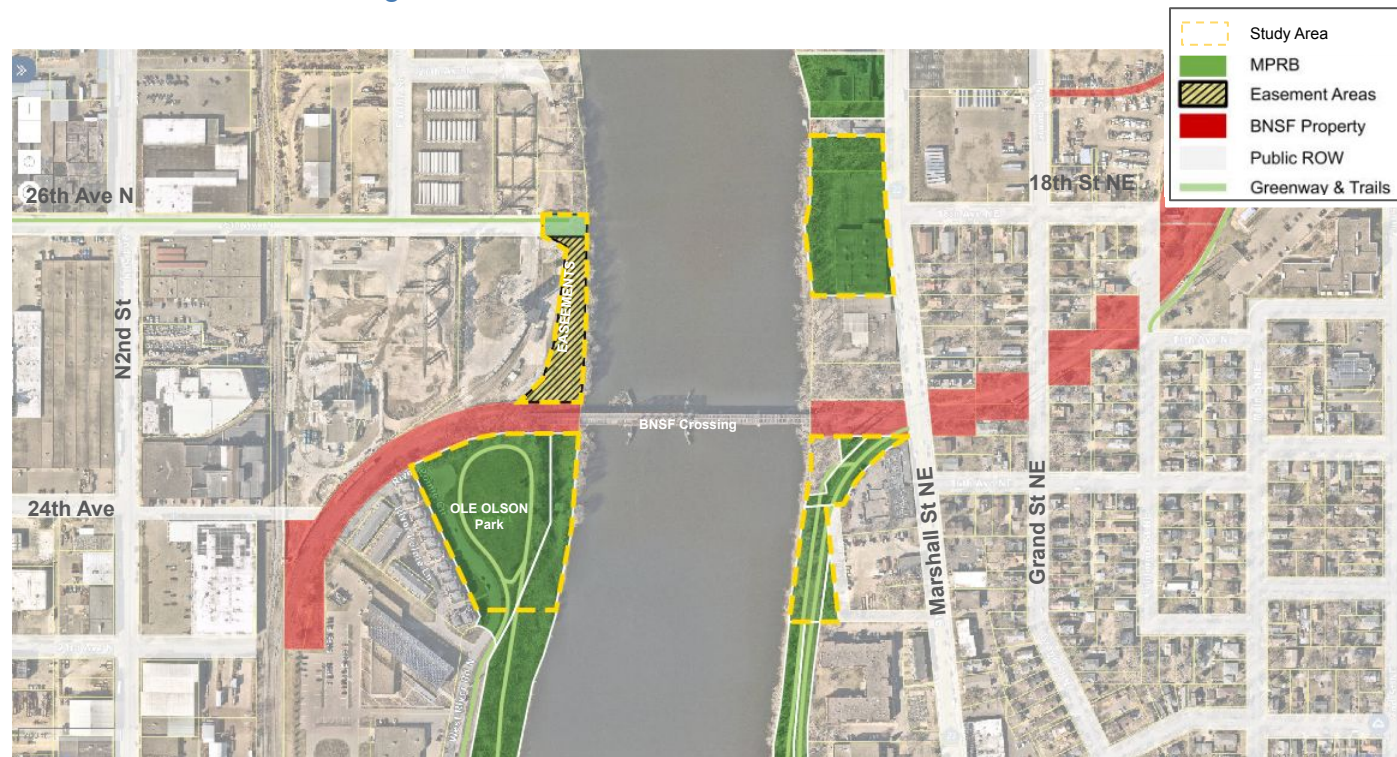 Study Area
MPRB
Easement Areas
BNSF Property
Public ROW
Greenway & Trails
26th Ave N
18th St NE
N2nd St
EASEMENTS
BNSF Crossing
OLE OLSON
Park
24th Ave
Marshall St NE
Grand St NE